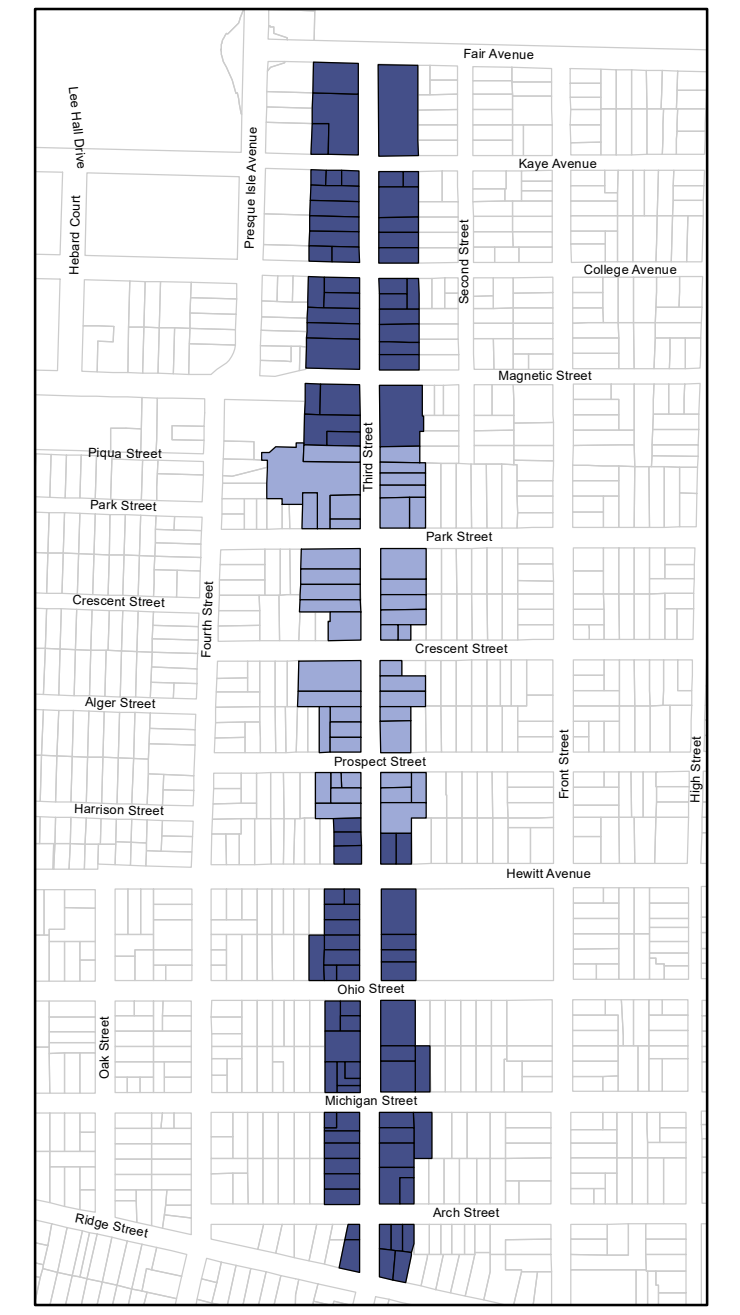 Fair Avenue
Lee Hall Drive
Presque Isle Avenue
Kaye Avenue
Hebard Court
Second Street
College Avenue
Magnetic Street
Third Street
Piqua Street
Park Street
Park Street
Crescent Street
Fourth Street
Crescent Street
Alger Street
Front Street
High Street
Prospect Street
Harrison Street
Hewitt Avenue
Ohio Street
Oak Street
Michigan Street
Arch Street
Ridge Street